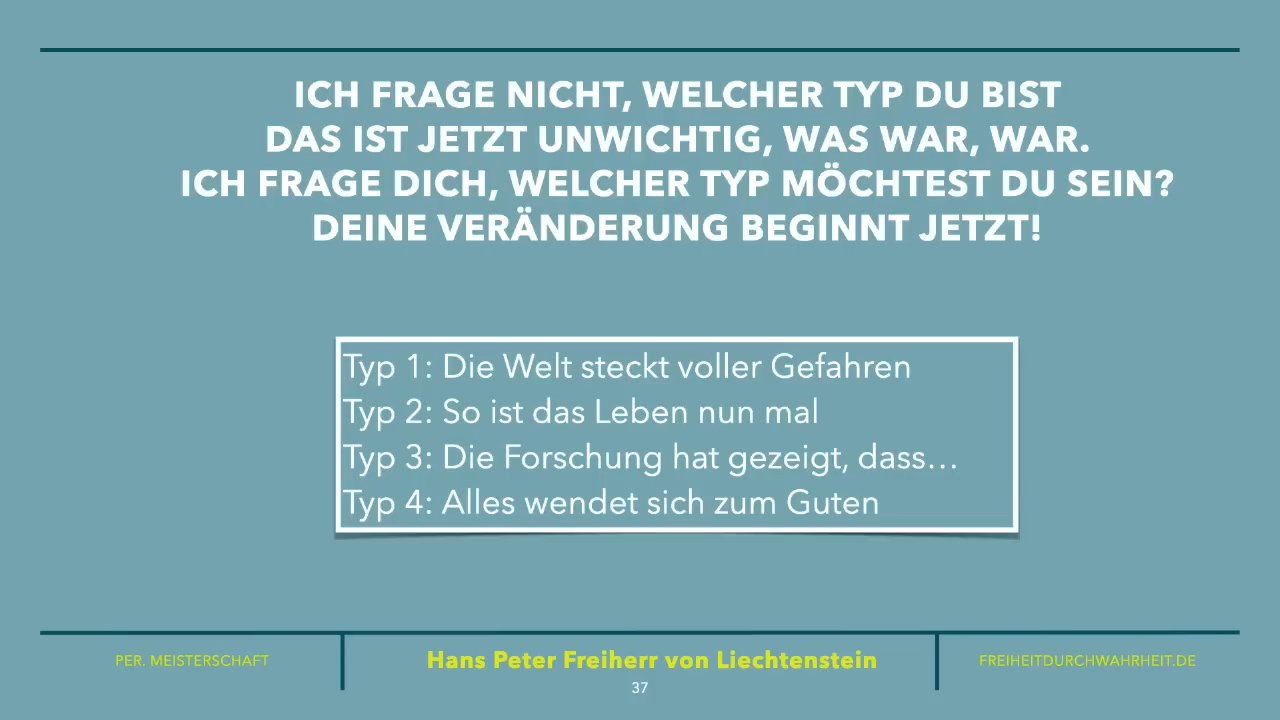 ICH FRAGE NICHT, WELCHER TYP DU BIST
DAS IST JETZT UNWICHTIG, WAS WAR, WAR.
ICH FRAGE DICH, WELCHER TYP MÖCHTEST DU SEIN?
DEINE VERÄNDERUNG BEGINNT JETZT!
Typ 1: Die Welt steckt voller Gefahren
Typ 2: So ist das Leben nun mal
Typ 3: Die Forschung hat gezeigt, dass…
Typ 4: Alles wendet sich zum Guten
PER. MEISTERSCHAFT
Hans Peter Freiherr von Liechtenstein
FREIHEITDURCHWAHRHEIT.DE
37